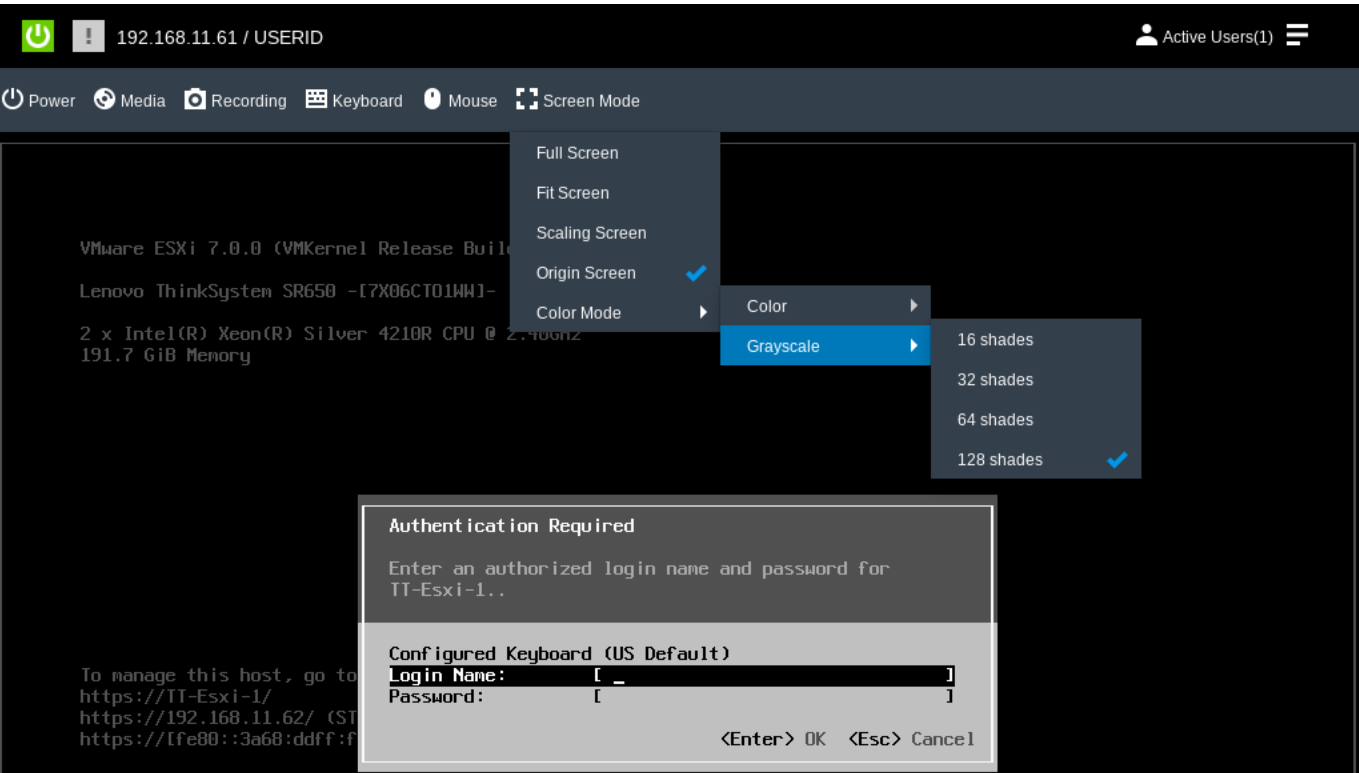 192.168.11.61 / USERID
Active Users(1)
Power Media Recording Keyboard Mouse Screen Mode
Full Screen
Fit Screen
Scaling Screen
Origin Screen
Color Mode
Color
Grayscale
16 shades
32 shades
64 shades
128 shades
VMware ESXi 7.0.0 (VMKernel Release
Lenovo ThinkSystem SR650 -[7X06CTO1WW]-
2 x Intel(R) Xeon(R) Silver 4210R CPU @ 2.40GHz
191.7 GiB Memory
Authentication Required
Enter an authorized login name and password for
TT-Esxi-1..
Configured Keyboard (US Default)
Login Name: [ _ ]
Password: [ ]
<Enter> OK <Esc> Cancel
To manage this host, go to
https://TT-Esxi-1/
https://192.168.11.62/ (ST
https://[fe80::3a68:ddff:f